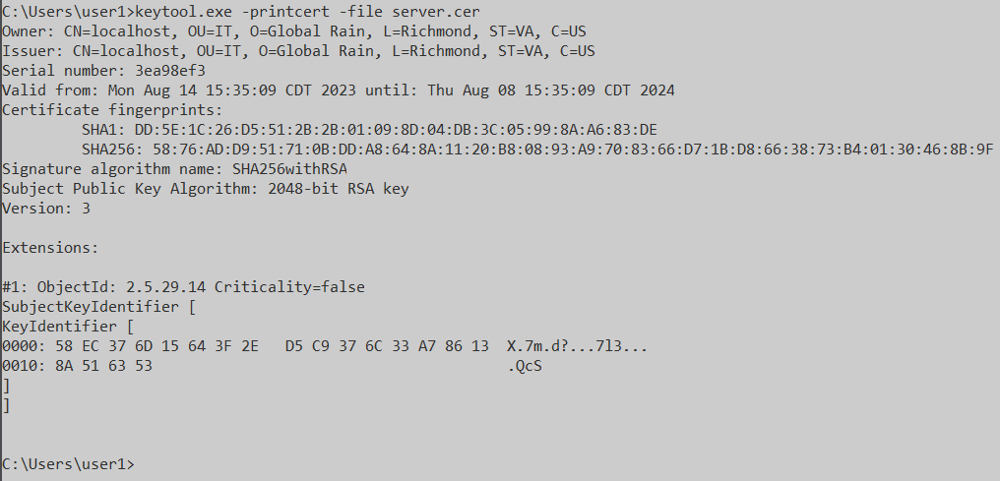 C:\Users\user1>keytool.exe -printcert -file server.cer
Owner: CN=localhost, OU=IT, O=Global Rain, L=Richmond, ST=VA, C=US
Issuer: CN=localhost, OU=IT, O=Global Rain, L=Richmond, ST=VA, C=US
Serial number: 3ea98ef3
Valid from: Mon Aug 14 15:35:09 CDT 2023 until: Thu Aug 08 15:35:09 CDT 2024
Certificate fingerprints:
         SHA1: DD:5E:1C:26:D5:51:2B:2B:01:09:8D:04:DB:3C:05:99:8A:A6:83:DE
         SHA256: 58:76:AD:D9:51:71:0B:DD:A8:64:8A:11:20:B8:08:93:A9:70:83:66:D7:1B:D8:66:38:73:B4:01:30:46:8B:9F
Signature algorithm name: SHA256withRSA
Subject Public Key Algorithm: 2048-bit RSA key
Version: 3

Extensions:

#1: ObjectId: 2.5.29.14 Criticality=false
SubjectKeyIdentifier [
KeyIdentifier [
0000: 58 EC 37 6D 15 64 3F 2E   D5 C9 37 6C 33 A7 86 13  X.7m.d?...7l3...
0010: 8A 51 63 53                                        .QcS
]
]

C:\Users\user1>